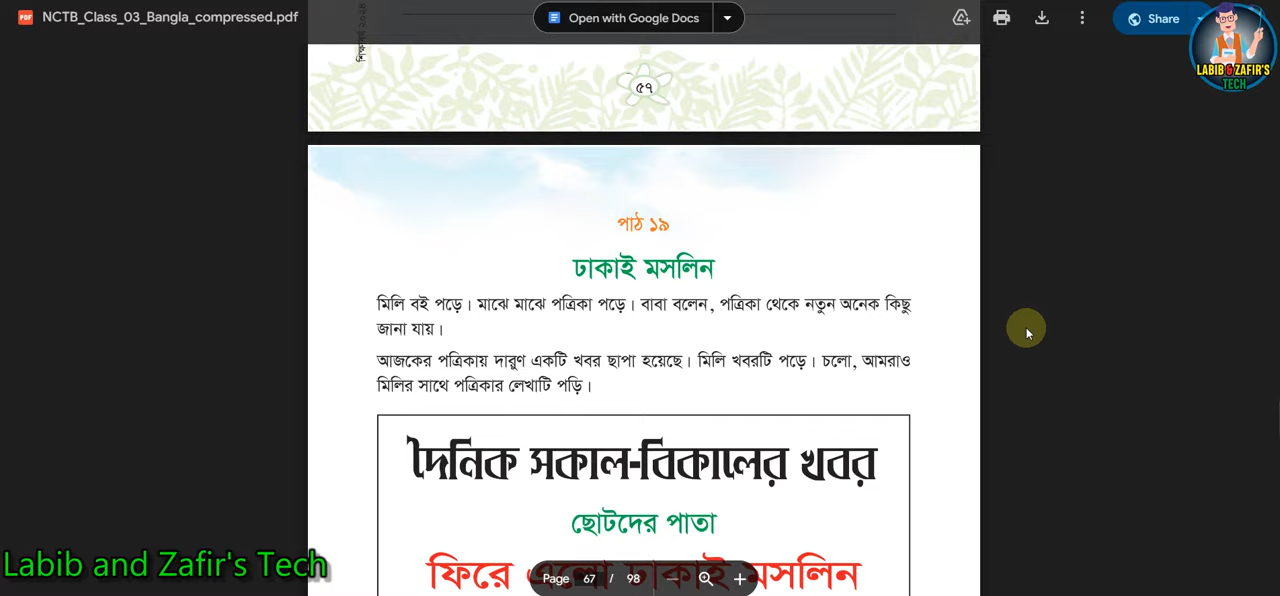 NCTB_Class_03_Bangla_compressed.pdf
Open with Google Docs
Share
LABIB & ZAFIR'S
TECH
৫৭
পাঠ ১৯
ঢাকাই মসলিন
মিলি বই পড়ে। মাঝে মাঝে পত্রিকা পড়ে। বাবা বলেন, পত্রিকা থেকে নতুন অনেক কিছু
জানা যায়।
আজকের পত্রিকায় দারুণ একটি খবর ছাপা হয়েছে। মিলি খবরটি পড়ে। চলো, আমরাও
মিলির সাথে পত্রিকার লেখাটি পড়ি।
দৈনিক সকাল-বিকালের খবর
ছোটদের পাতা
ফিরে এলো ঢাকাই মসলিন
Page 67 / 98
Labib and Zafir's Tech